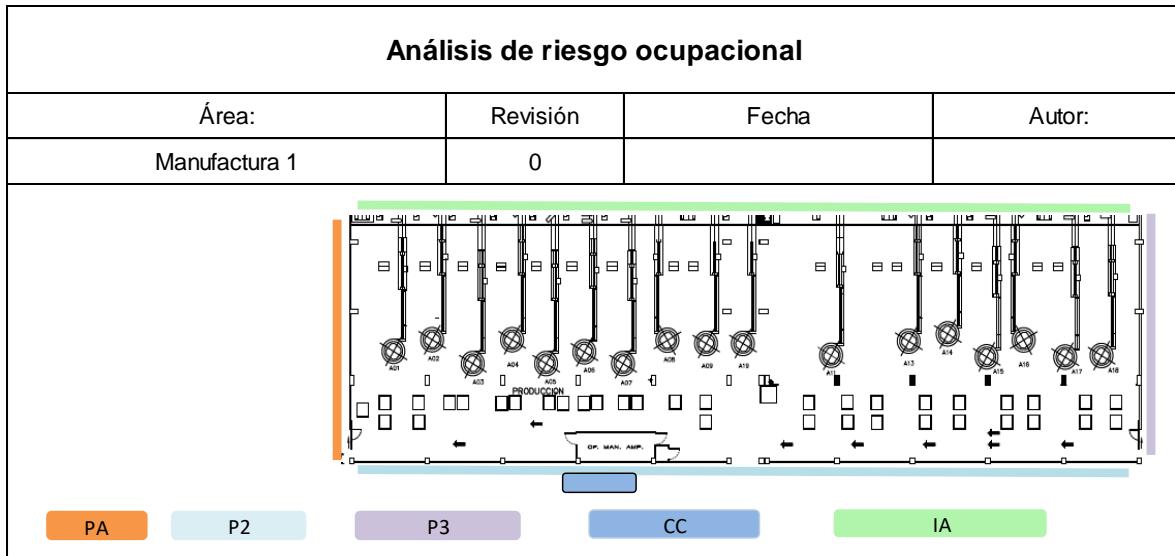 Análisis de riesgo ocupacional
Área: Revisión Fecha Autor:
Manufactura 1 0
A01 A02 A03 A04 A05 A06 A07 A08 A09 A19 A11 A13 A14 A15 A16 A17 A18
PRODUCCION
OF. MAN. AMP.
PA P2 P3 CC IA